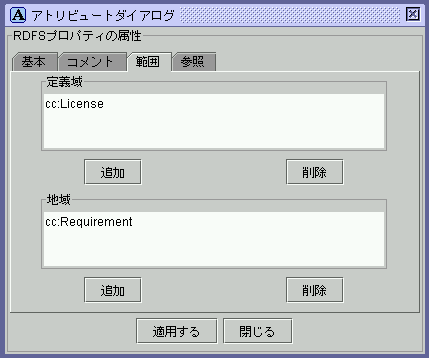 A アトリビュートダイアログ
RDFSプロパティの属性
基本 コメント 範囲 参照
定義域
cc:License
追加 削除
地域
cc:Requirement
追加 削除
適用する 閉じる